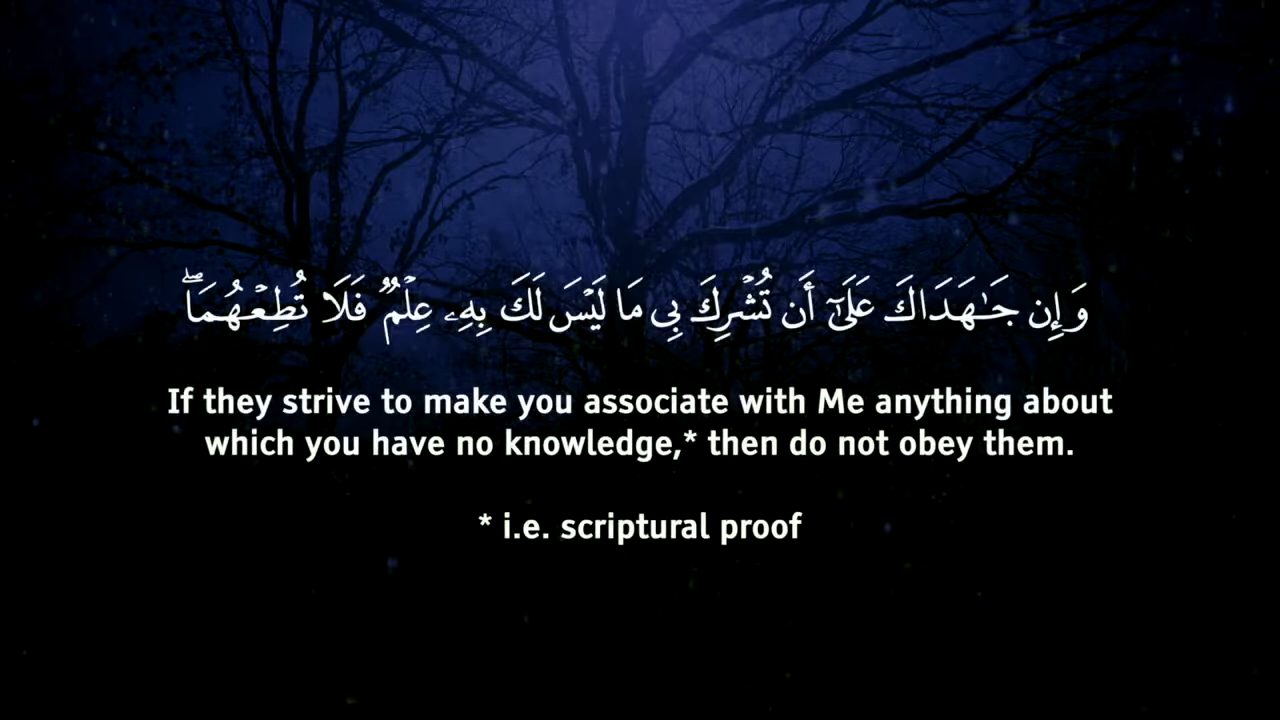 وَإِن جَـٰهَدَاكَ عَلَىٰٓ أَن تُشْرِكَ بِى مَا لَيْسَ لَكَ بِهِۦ عِلْمٌۭ فَلَا تُطِعْهُمَا ۖ
If they strive to make you associate with Me anything about
which you have no knowledge,* then do not obey them.
* i.e. scriptural proof